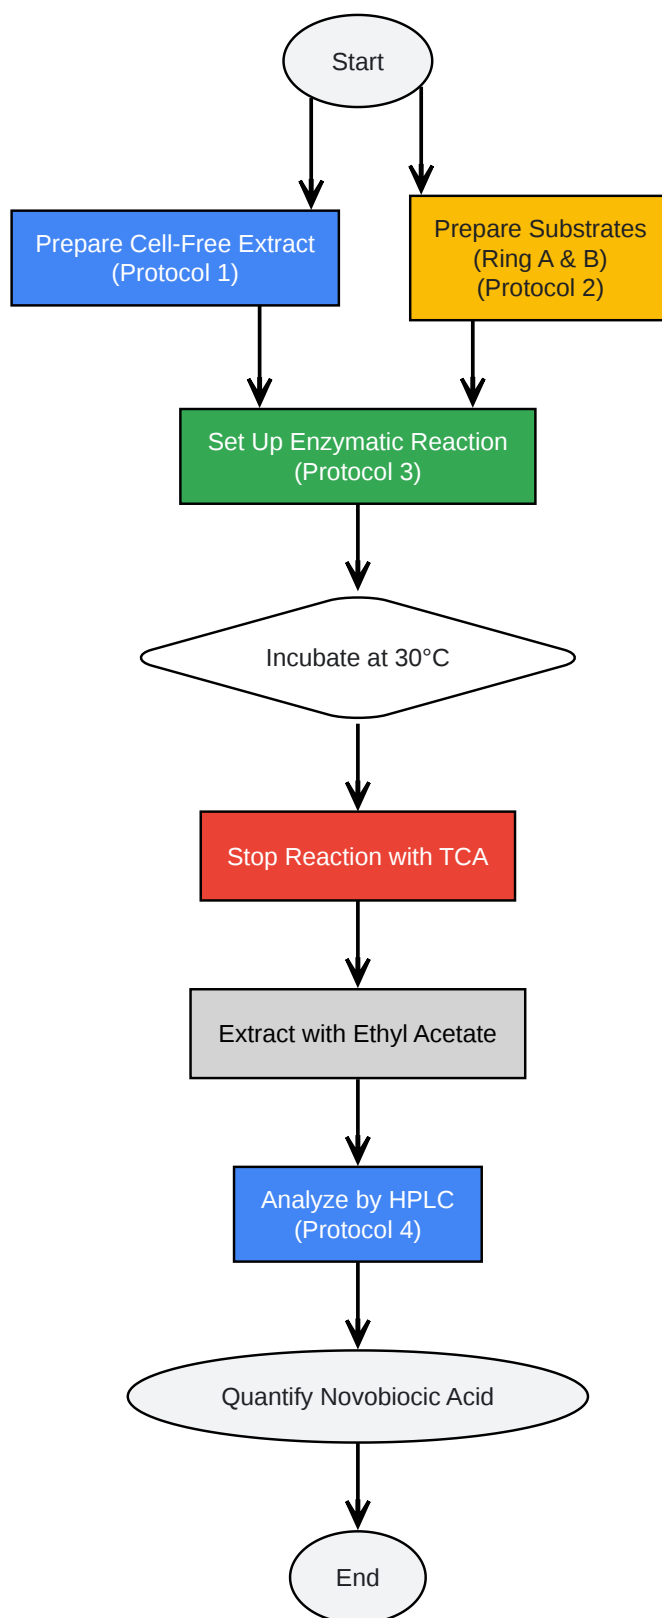 Start
Prepare Cell-Free Extract
(Protocol 1)
Prepare Substrates
(Ring A & B)
(Protocol 2)
Set Up Enzymatic Reaction
(Protocol 3)
Incubate at 30°C
Stop Reaction with TCA
Extract with Ethyl Acetate
Analyze by HPLC
(Protocol 4)
Quantify Novobiocic Acid
End